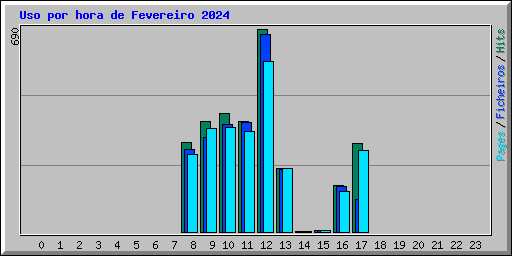 Uso por hora de Fevereiro 2024
690
Pages / Ficheiros / Hits
0 1 2 3 4 5 6 7 8 9 10 11 12 13 14 15 16 17 18 19 20 21 22 23